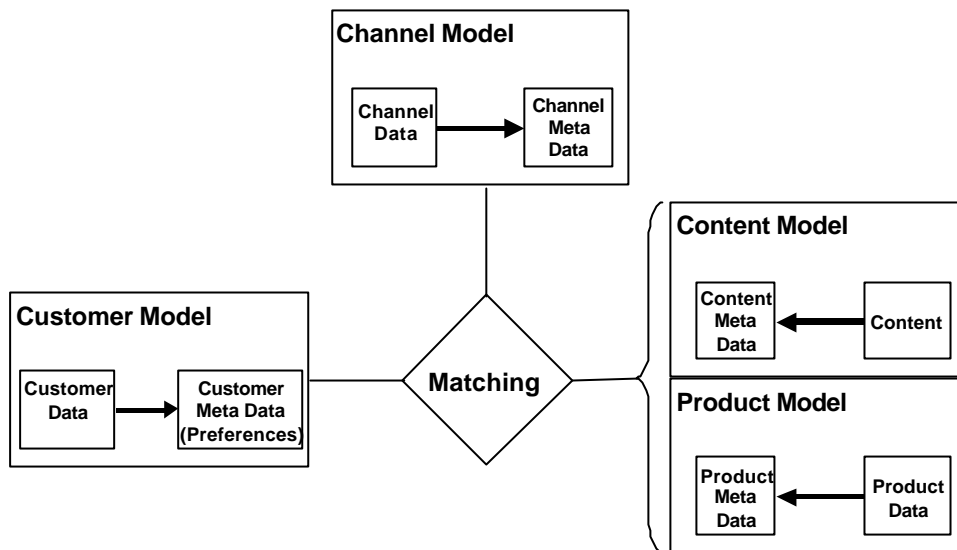 Channel Model
Channel
Data
Channel
Meta
Data
Customer Model
Customer
Data
Customer
Meta Data
(Preferences)
Matching
Content Model
Content
Meta
Data
Content
Product Model
Product
Meta
Data
Product
Data